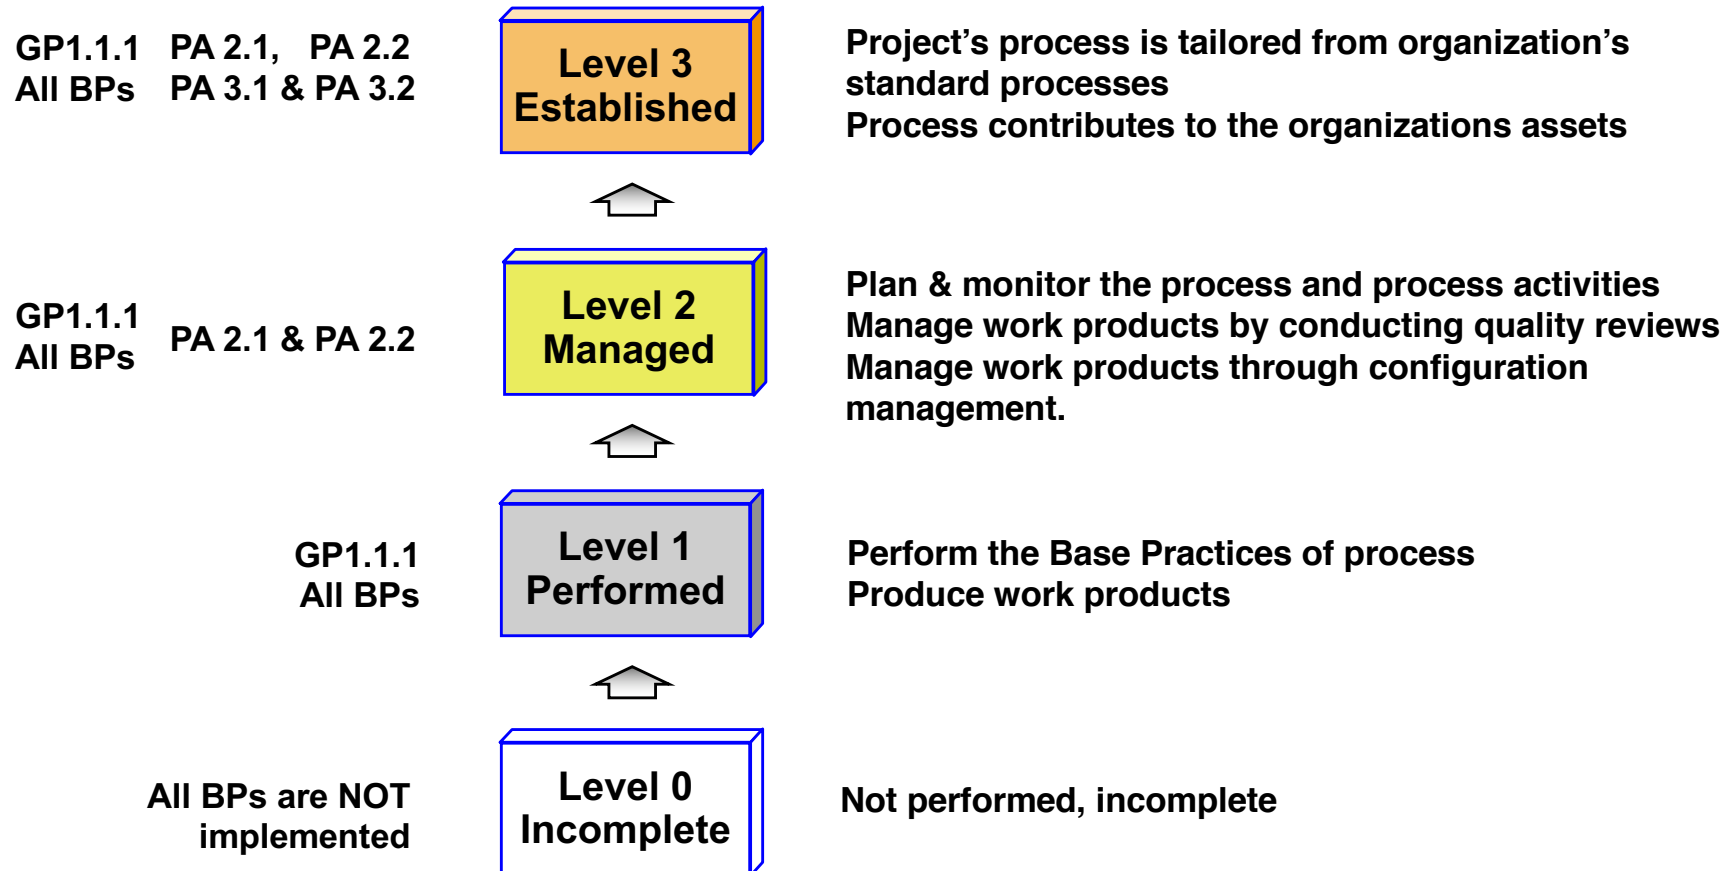 GP1.1.1 PA 2.1, PA 2.2
All BPs PA 3.1 & PA 3.2
Level 3
Established
Project’s process is tailored from organization’s
standard processes
Process contributes to the organizations assets
GP1.1.1
All BPs
PA 2.1 & PA 2.2
Level 2
Managed
Plan & monitor the process and process activities
Manage work products by conducting quality reviews
Manage work products through configuration
management.
GP1.1.1
All BPs
Level 1
Performed
Perform the Base Practices of process
Produce work products
All BPs are NOT
implemented
Level 0
Incomplete
Not performed, incomplete